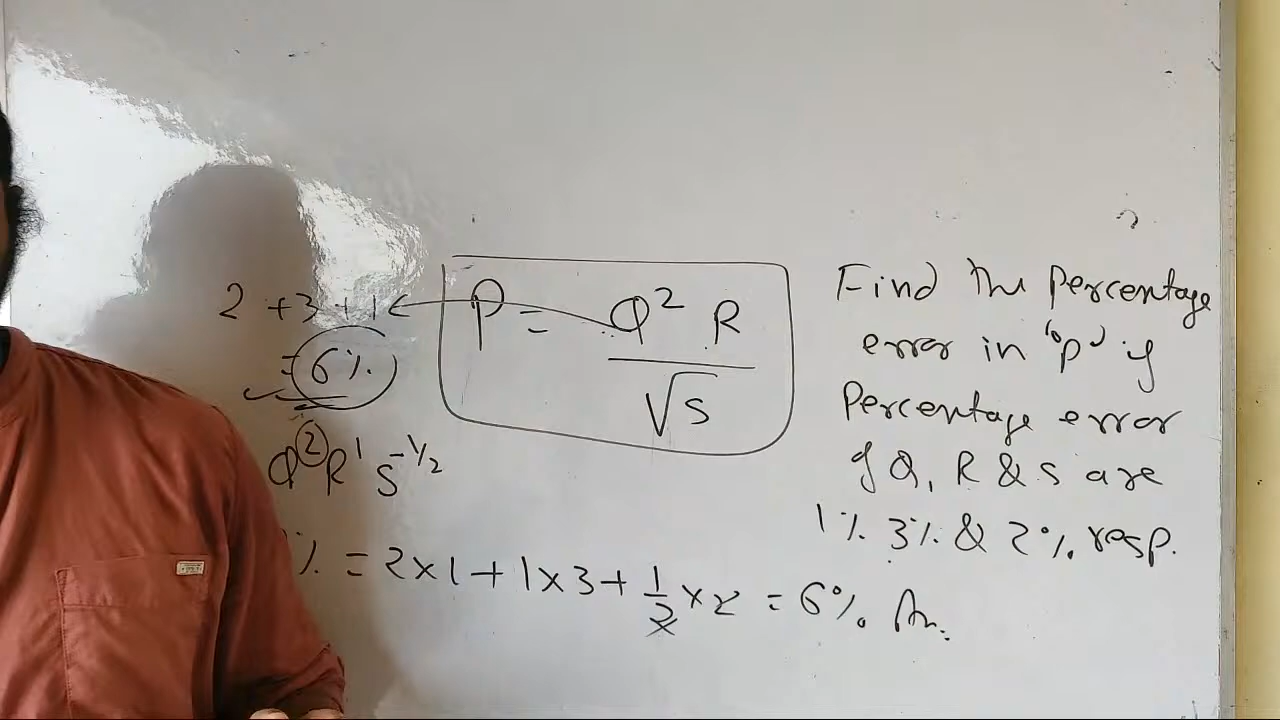 2 + 3 + 1 ←
= 6%
Q² R¹ S^-1/2
% = 2 x 1 + 1 x 3 + 1/2 x 2 = 6% An.
P = Q² R / √S
Find the Percentage
error in "P" if
Percentage error
of Q, R & S are
1% 3% & 2% resp.